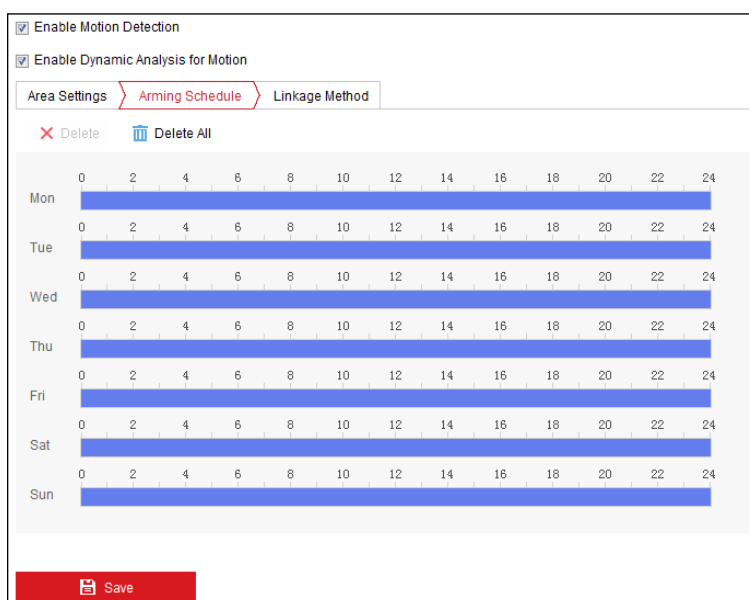 Enable Motion Detection
Enable Dynamic Analysis for Motion
Area Settings Arming Schedule Linkage Method
Delete Delete All
0 2 4 6 8 10 12 14 16 18 20 22 24
Mon
0 2 4 6 8 10 12 14 16 18 20 22 24
Tue
0 2 4 6 8 10 12 14 16 18 20 22 24
Wed
0 2 4 6 8 10 12 14 16 18 20 22 24
Thu
0 2 4 6 8 10 12 14 16 18 20 22 24
Fri
0 2 4 6 8 10 12 14 16 18 20 22 24
Sat
0 2 4 6 8 10 12 14 16 18 20 22 24
Sun
Save